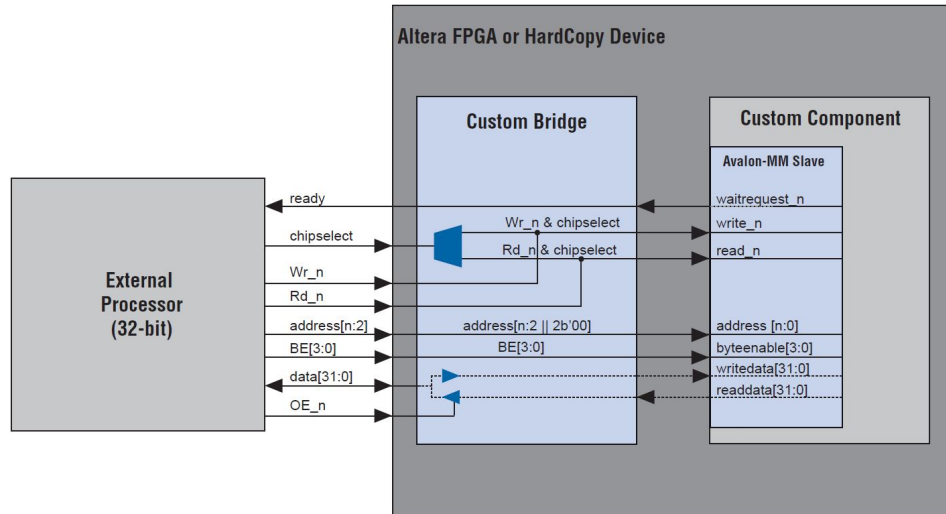 Altera FPGA or HardCopy Device
Custom Bridge
Custom Component
Avalon-MM Slave
External
Processor
(32-bit)
ready
waitrequest_n
Wr_n & chipselect
write_n
chipselect
Rd_n & chipselect
read_n
Wr_n
Rd_n
address[n:2]
address[n:2 || 2b'00]
address [n:0]
BE[3:0]
BE[3:0]
byteenable[3:0]
data[31:0]
writedata[31:0]
readdata[31:0]
OE_n